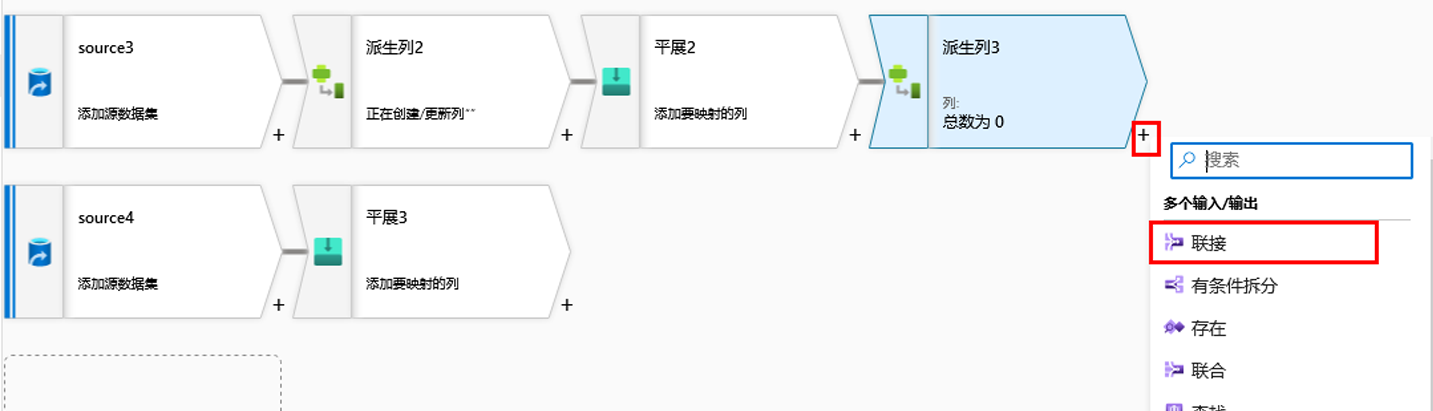 source3
派生列2
平展2
派生列3
添加源数据集
正在创建/更新列""
添加要映射的列
列:
总数为 0
+
+
+
+
搜索
多个输入/输出
联接
有条件拆分
存在
联合
查找
source4
平展3
添加源数据集
添加要映射的列
+
+